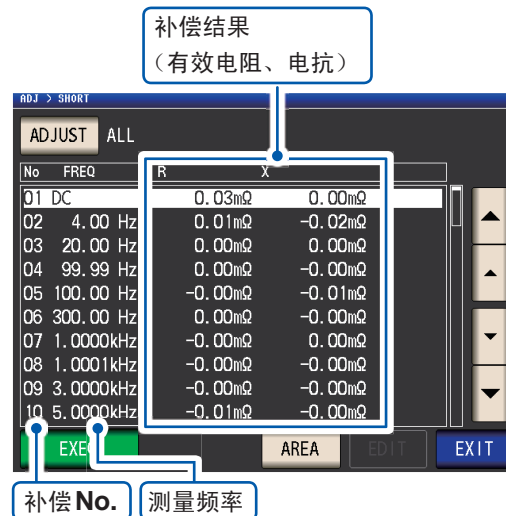 补偿结果
（有效电阻、电抗）
ADJ > SHORT
ADJUST ALL
No FREQ R X
01 DC 0.03mΩ 0.00mΩ
02 4.00 Hz 0.01mΩ -0.02mΩ
03 20.00 Hz 0.00mΩ 0.00mΩ
04 99.99 Hz 0.00mΩ -0.00mΩ
05 100.00 Hz -0.00mΩ -0.01mΩ
06 300.00 Hz -0.00mΩ 0.00mΩ
07 1.0000kHz -0.00mΩ 0.00mΩ
08 1.0001kHz -0.00mΩ -0.00mΩ
09 3.0000kHz -0.00mΩ -0.00mΩ
10 5.0000kHz -0.01mΩ -0.00mΩ
AREA EDIT EXIT
补偿No. 测量频率